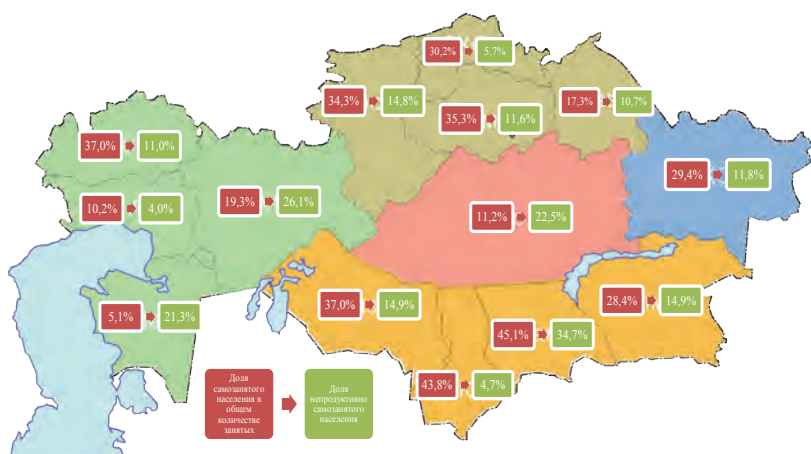 30,2% 5,7%
34,3% 14,8%
17,3% 10,7%
35,3% 11,6%
37,0% 11,0%
29,4% 11,8%
10,2% 4,0%
19,3% 26,1%
11,2% 22,5%
5,1% 21,3%
37,0% 14,9%
28,4% 14,9%
45,1% 34,7%
43,8% 4,7%
Доля
самозанятого
населения в
общем
количестве
занятых
Доля
непродуктивно
самозанятого
населения